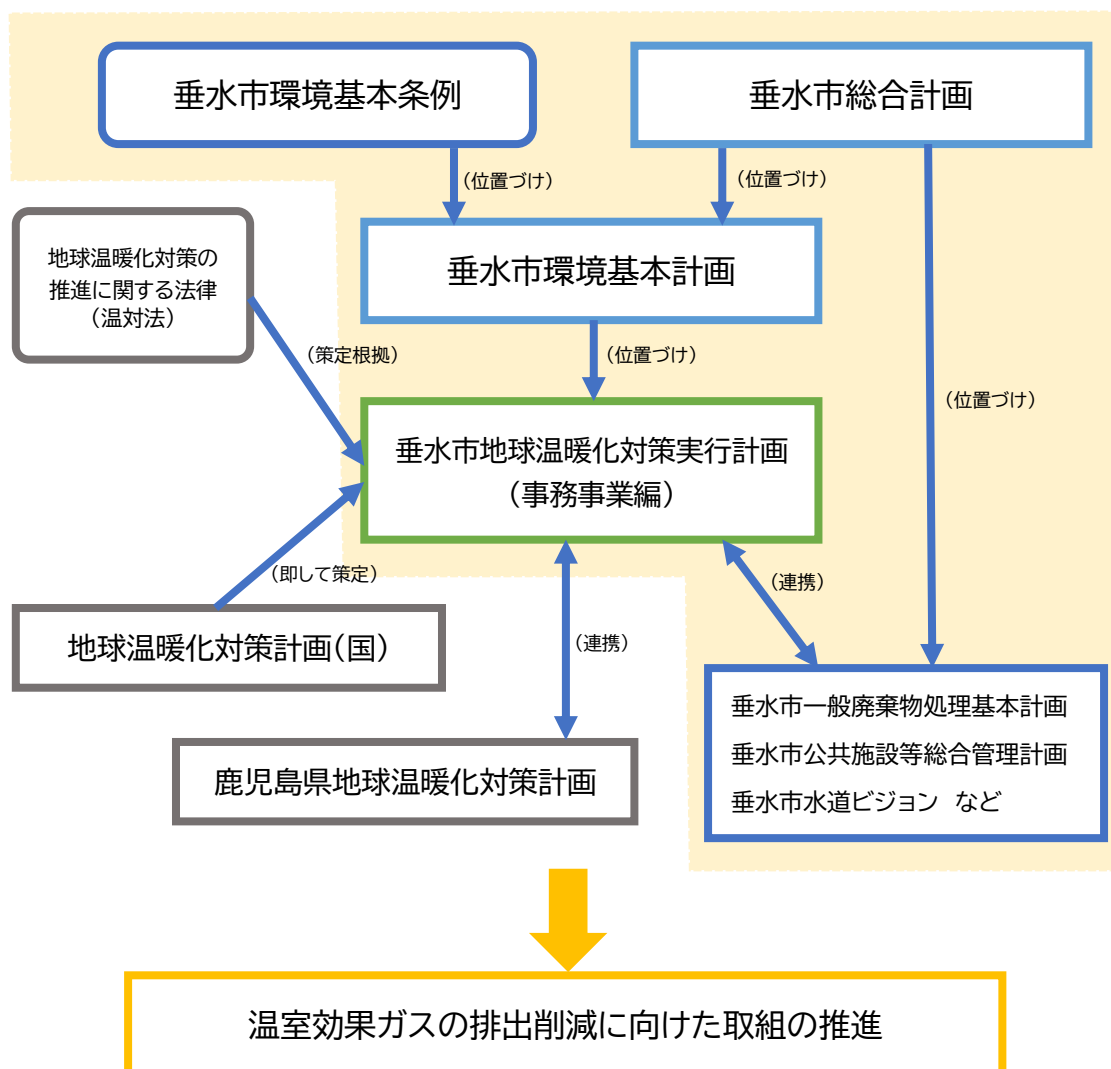 垂水市環境基本条例
垂水市総合計画
（位置づけ）
（位置づけ）
地球温暖化対策の
推進に関する法律
（温対法）
垂水市環境基本計画
（策定根拠）
（位置づけ）
（位置づけ）
垂水市地球温暖化対策実行計画
（事務事業編）
（即して策定）
（連携）
地球温暖化対策計画（国）
（連携）
垂水市一般廃棄物処理基本計画
垂水市公共施設等総合管理計画
垂水市水道ビジョン　など
鹿児島県地球温暖化対策計画
温室効果ガスの排出削減に向けた取組の推進